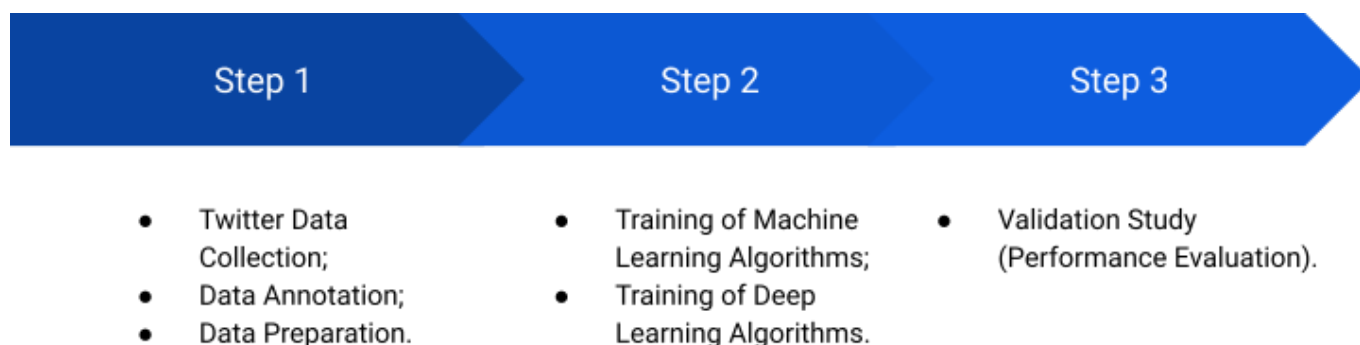 Step 1
Step 2
Step 3
● Twitter Data
Collection;
● Data Annotation;
● Data Preparation.
● Training of Machine
Learning Algorithms;
● Training of Deep
Learning Algorithms.
● Validation Study
(Performance Evaluation).